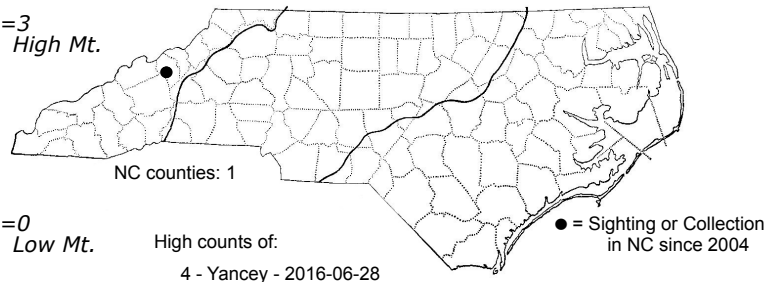 =3
High Mt.
NC counties: 1
=0
Low Mt.
High counts of:
4 - Yancey - 2016-06-28
● = Sighting or Collection
in NC since 2004